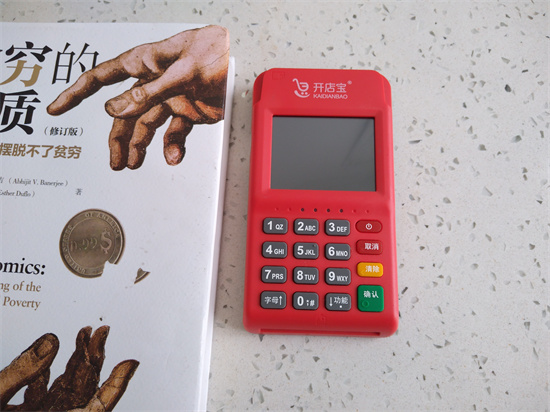 穷的
质
(修订版)
摆脱不了贫穷
(Abhijit V. Banerjee)
Esther Duflo)
著
omics:
ng of the
Poverty
开店宝®
KAIDIANBAO
1 QZ
2 ABC
3 DEF
4 GHI
5 JKL
6 MNO
取消
7 PRS
8 TUV
9 WXY
清除
字母↑
0 ↑#
↓功能
确认